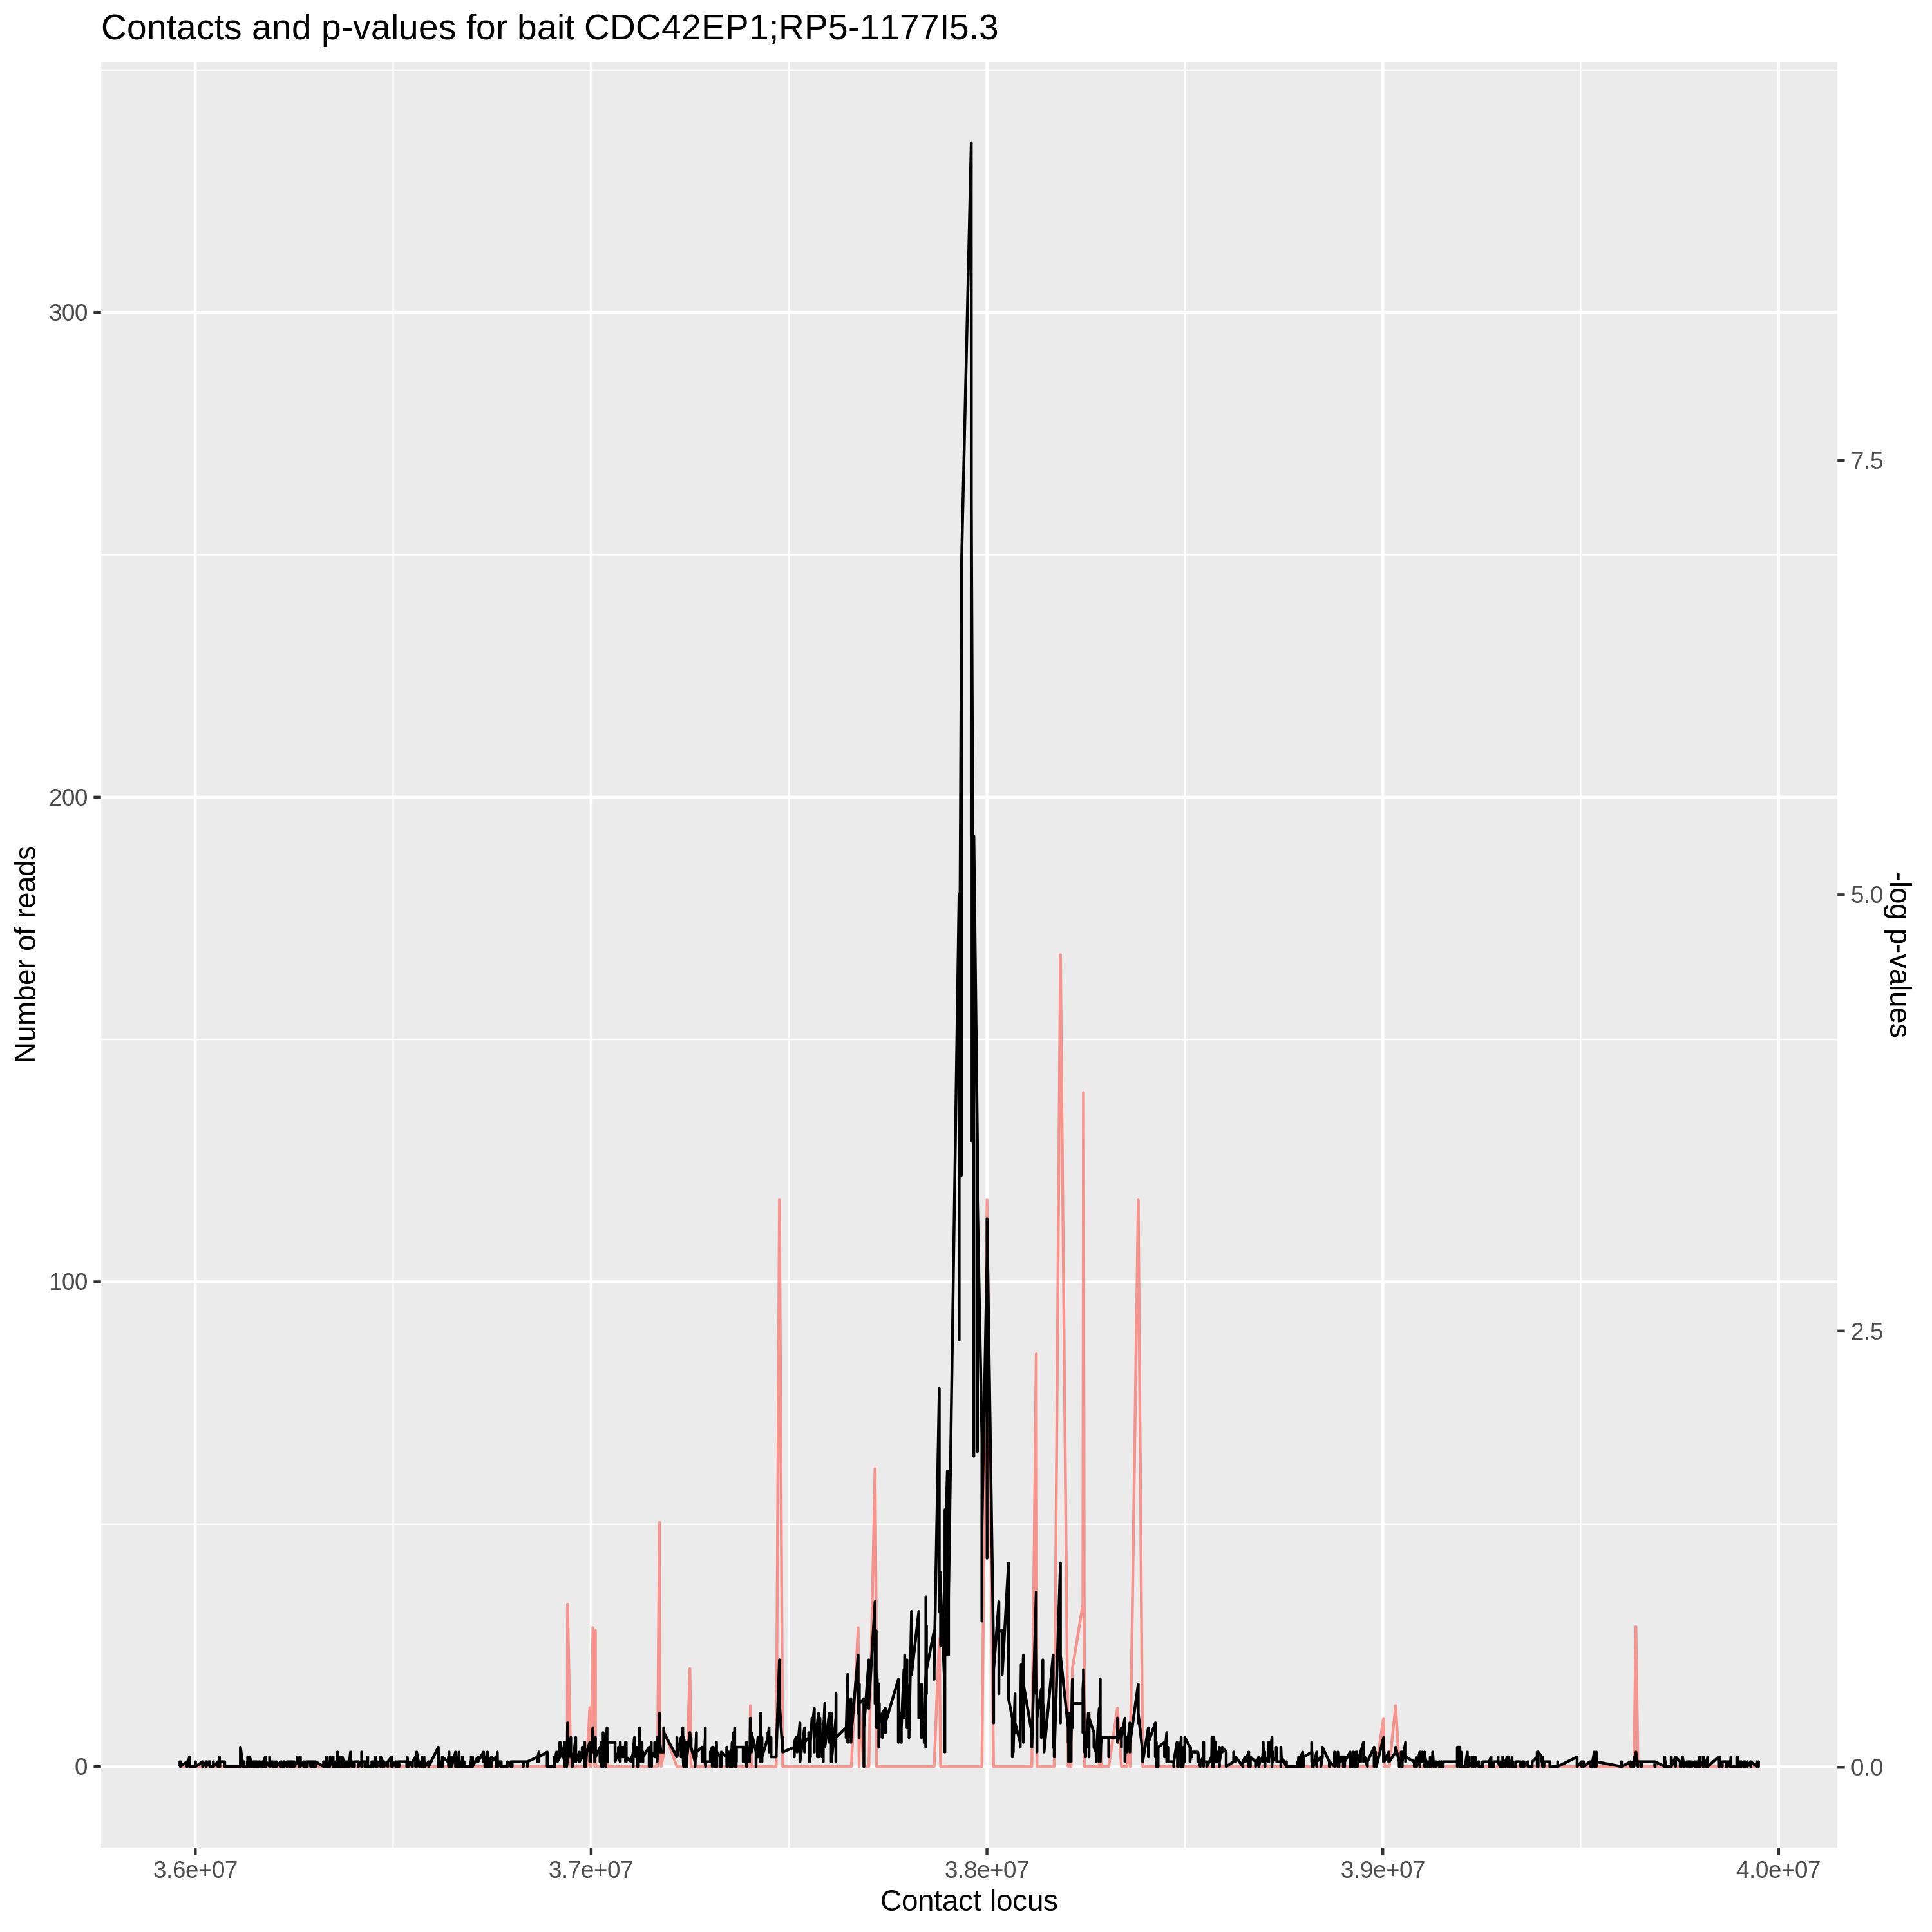 Contacts and p-values for bait CDC42EP1;RP5-1177I5.3
Number of reads
300
200
100
0
7.5
5.0
2.5
0.0
-log p-values
3.6e+07
3.7e+07
3.8e+07
3.9e+07
4.0e+07
Contact locus